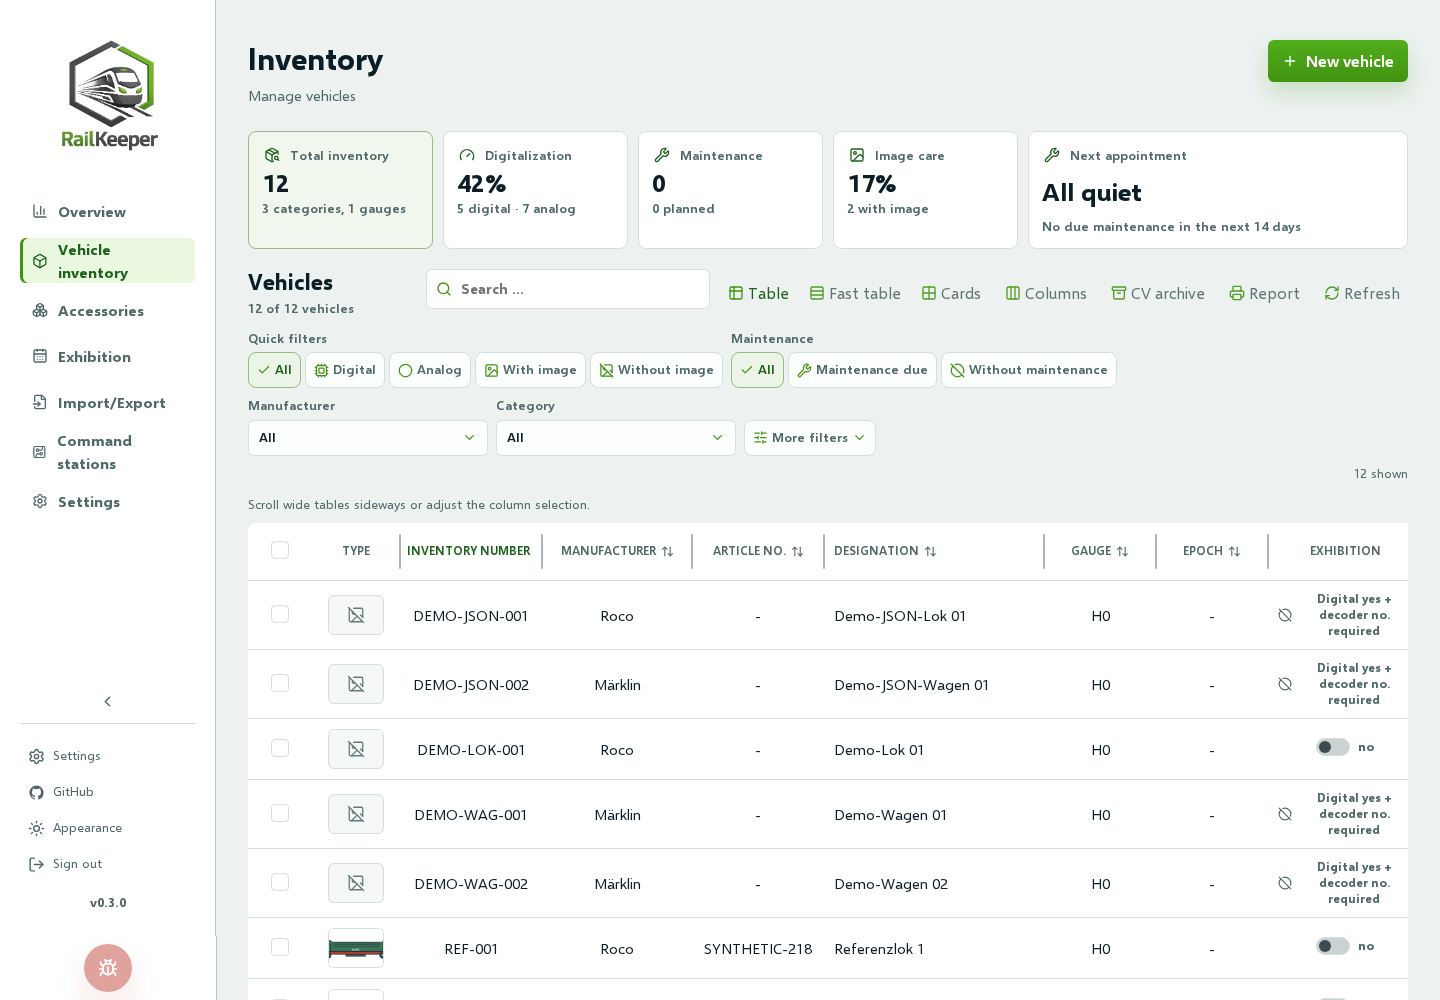 RailKeeper
Overview
Vehicle
inventory
Accessories
Exhibition
Import/Export
Command
stations
Settings
Settings
GitHub
Appearance
Sign out
v0.3.0
Inventory
Manage vehicles
New vehicle
Total inventory
12
3 categories, 1 gauges
Digitalization
42%
5 digital · 7 analog
Maintenance
0
0 planned
Image care
17%
2 with image
Next appointment
All quiet
No due maintenance in the next 14 days
Vehicles
12 of 12 vehicles
Search ...
Table Fast table Cards Columns CV archive Report Refresh
Quick filters
All Digital Analog With image Without image
Maintenance
All Maintenance due Without maintenance
Manufacturer
All
Category
All
More filters
12 shown
Scroll wide tables sideways or adjust the column selection.
TYPE INVENTORY NUMBER MANUFACTURER ARTICLE NO. DESIGNATION GAUGE EPOCH EXHIBITION
DEMO-JSON-001 Roco - Demo-JSON-Lok 01 H0 - Digital yes +
decoder no.
required
DEMO-JSON-002 Märklin - Demo-JSON-Wagen 01 H0 - Digital yes +
decoder no.
required
DEMO-LOK-001 Roco - Demo-Lok 01 H0 - no
DEMO-WAG-001 Märklin - Demo-Wagen 01 H0 - Digital yes +
decoder no.
required
DEMO-WAG-002 Märklin - Demo-Wagen 02 H0 - Digital yes +
decoder no.
required
REF-001 Roco SYNTHETIC-218 Referenzlok 1 H0 - no